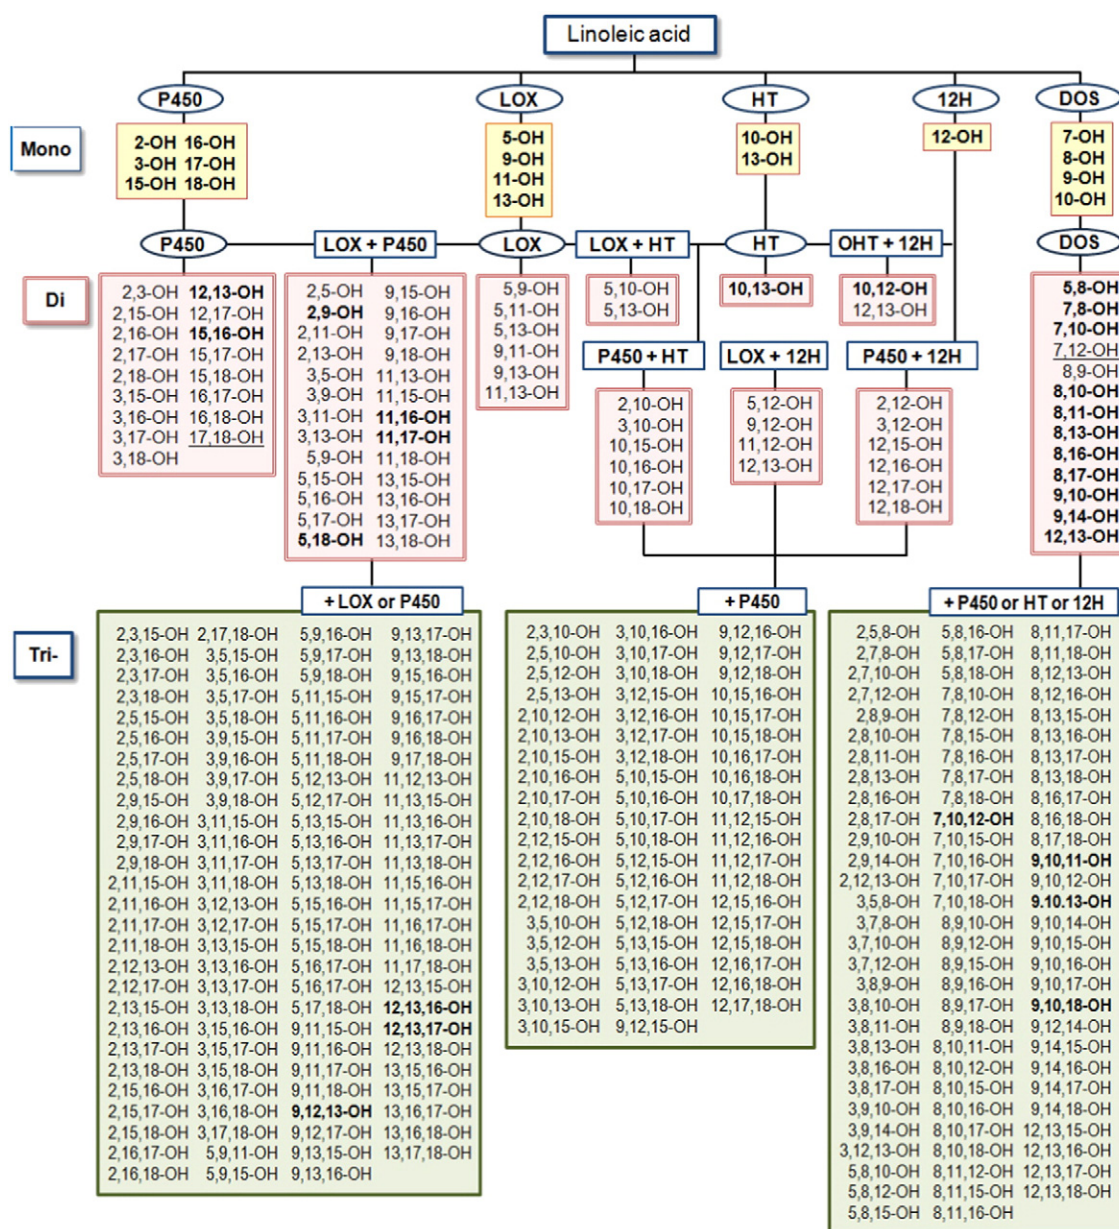 Linoleic acid
P450 LOX HT 12H DOS
Mono
2-OH 16-OH
3-OH 17-OH
15-OH 18-OH
5-OH
9-OH
11-OH
13-OH
10-OH
13-OH
12-OH
7-OH
8-OH
9-OH
10-OH
P450 LOX + P450 LOX LOX + HT HT OHT + 12H DOS
Di
2,3-OH 12,13-OH
2,15-OH 12,17-OH
2,16-OH 15,16-OH
2,17-OH 15,17-OH
2,18-OH 15,18-OH
3,15-OH 16,17-OH
3,16-OH 16,18-OH
3,17-OH 17,18-OH
3,18-OH
2,5-OH 9,15-OH
2,9-OH 9,16-OH
2,11-OH 9,17-OH
2,13-OH 9,18-OH
3,5-OH 11,13-OH
3,9-OH 11,15-OH
3,11-OH 11,16-OH
3,13-OH 11,17-OH
5,9-OH 11,18-OH
5,15-OH 13,15-OH
5,16-OH 13,16-OH
5,17-OH 13,17-OH
5,18-OH 13,18-OH
5,9-OH
5,11-OH
5,13-OH
9,11-OH
9,13-OH
11,13-OH
5,10-OH
5,13-OH
10,13-OH
10,12-OH
12,13-OH
P450 + HT LOX + 12H P450 + 12H
2,10-OH
3,10-OH
10,15-OH
10,16-OH
10,17-OH
10,18-OH
5,12-OH
9,12-OH
11,12-OH
12,13-OH
2,12-OH
3,12-OH
12,15-OH
12,16-OH
12,17-OH
12,18-OH
5,8-OH
7,8-OH
7,10-OH
7,12-OH
8,9-OH
8,10-OH
8,11-OH
8,13-OH
8,16-OH
8,17-OH
9,10-OH
9,14-OH
12,13-OH
+ LOX or P450 + P450 + P450 or HT or 12H
Tri-
2,3,15-OH 2,17,18-OH 5,9,16-OH 9,13,17-OH
2,3,16-OH 3,5,15-OH 5,9,17-OH 9,13,18-OH
2,3,17-OH 3,5,16-OH 5,9,18-OH 9,15,16-OH
2,3,18-OH 3,5,17-OH 5,11,15-OH 9,15,17-OH
2,5,15-OH 3,5,18-OH 5,11,16-OH 9,16,17-OH
2,5,16-OH 3,9,15-OH 5,11,17-OH 9,16,18-OH
2,5,17-OH 3,9,16-OH 5,11,18-OH 9,17,18-OH
2,5,18-OH 3,9,17-OH 5,12,13-OH 11,12,13-OH
2,9,15-OH 3,9,18-OH 5,12,17-OH 11,13,15-OH
2,9,16-OH 3,11,15-OH 5,13,15-OH 11,13,16-OH
2,9,17-OH 3,11,16-OH 5,13,16-OH 11,13,17-OH
2,9,18-OH 3,11,17-OH 5,13,17-OH 11,13,18-OH
2,11,15-OH 3,11,18-OH 5,13,18-OH 11,15,16-OH
2,11,16-OH 3,12,13-OH 5,15,16-OH 11,15,17-OH
2,11,17-OH 3,12,17-OH 5,15,17-OH 11,16,17-OH
2,11,18-OH 3,13,15-OH 5,15,18-OH 11,16,18-OH
2,12,13-OH 3,13,16-OH 5,16,17-OH 11,17,18-OH
2,12,17-OH 3,13,17-OH 5,16,17-OH 12,13,15-OH
2,13,15-OH 3,13,18-OH 5,17,18-OH 12,13,16-OH
2,13,16-OH 3,15,16-OH 9,11,15-OH 12,13,17-OH
2,13,17-OH 3,15,17-OH 9,11,16-OH 12,13,18-OH
2,13,18-OH 3,15,18-OH 9,11,17-OH 13,15,16-OH
2,15,16-OH 3,16,17-OH 9,11,18-OH 13,15,17-OH
2,15,17-OH 3,16,18-OH 9,12,13-OH 13,16,17-OH
2,15,18-OH 3,17,18-OH 9,12,17-OH 13,16,18-OH
2,16,17-OH 5,9,11-OH 9,13,15-OH 13,17,18-OH
2,16,18-OH 5,9,15-OH 9,13,16-OH
2,3,10-OH 3,10,16-OH 9,12,16-OH
2,5,10-OH 3,10,17-OH 9,12,17-OH
2,5,12-OH 3,10,18-OH 9,12,18-OH
2,5,13-OH 3,12,15-OH 10,15,16-OH
2,10,12-OH 3,12,16-OH 10,15,17-OH
2,10,13-OH 3,12,17-OH 10,15,18-OH
2,10,15-OH 3,12,18-OH 10,16,17-OH
2,10,16-OH 5,10,15-OH 10,16,18-OH
2,10,17-OH 5,10,16-OH 10,17,18-OH
2,10,18-OH 5,10,17-OH 11,12,15-OH
2,12,15-OH 5,10,18-OH 11,12,16-OH
2,12,16-OH 5,12,15-OH 11,12,17-OH
2,12,17-OH 5,12,16-OH 11,12,18-OH
2,12,18-OH 5,12,17-OH 12,15,16-OH
3,5,10-OH 5,12,18-OH 12,15,17-OH
3,5,12-OH 5,13,15-OH 12,15,18-OH
3,5,13-OH 5,13,16-OH 12,16,17-OH
3,10,12-OH 5,13,17-OH 12,16,18-OH
3,10,13-OH 5,13,18-OH 12,17,18-OH
3,10,15-OH 9,12,15-OH
2,5,8-OH 5,8,16-OH 8,11,17-OH
2,7,8-OH 5,8,17-OH 8,11,18-OH
2,7,10-OH 5,8,18-OH 8,12,13-OH
2,7,12-OH 7,8,10-OH 8,12,16-OH
2,8,9-OH 7,8,12-OH 8,13,15-OH
2,8,10-OH 7,8,15-OH 8,13,16-OH
2,8,11-OH 7,8,16-OH 8,13,17-OH
2,8,13-OH 7,8,17-OH 8,13,18-OH
2,8,16-OH 7,8,18-OH 8,16,17-OH
2,8,17-OH 7,10,12-OH 8,16,18-OH
2,9,10-OH 7,10,15-OH 8,17,18-OH
2,9,14-OH 7,10,16-OH 9,10,11-OH
2,12,13-OH 7,10,17-OH 9,10,12-OH
3,5,8-OH 7,10,18-OH 9.10.13-OH
3,7,8-OH 8,9,10-OH 9,10,14-OH
3,7,10-OH 8,9,12-OH 9,10,15-OH
3,7,12-OH 8,9,15-OH 9,10,16-OH
3,8,9-OH 8,9,16-OH 9,10,17-OH
3,8,10-OH 8,9,17-OH 9,10,18-OH
3,8,11-OH 8,9,18-OH 9,12,14-OH
3,8,13-OH 8,10,11-OH 9,14,15-OH
3,8,16-OH 8,10,12-OH 9,14,16-OH
3,8,17-OH 8,10,15-OH 9,14,17-OH
3,9,10-OH 8,10,16-OH 9,14,18-OH
3,9,14-OH 8,10,17-OH 12,13,15-OH
3,12,13-OH 8,10,18-OH 12,13,16-OH
5,8,10-OH 8,11,12-OH 12,13,17-OH
5,8,12-OH 8,11,15-OH 12,13,18-OH
5,8,15-OH 8,11,16-OH